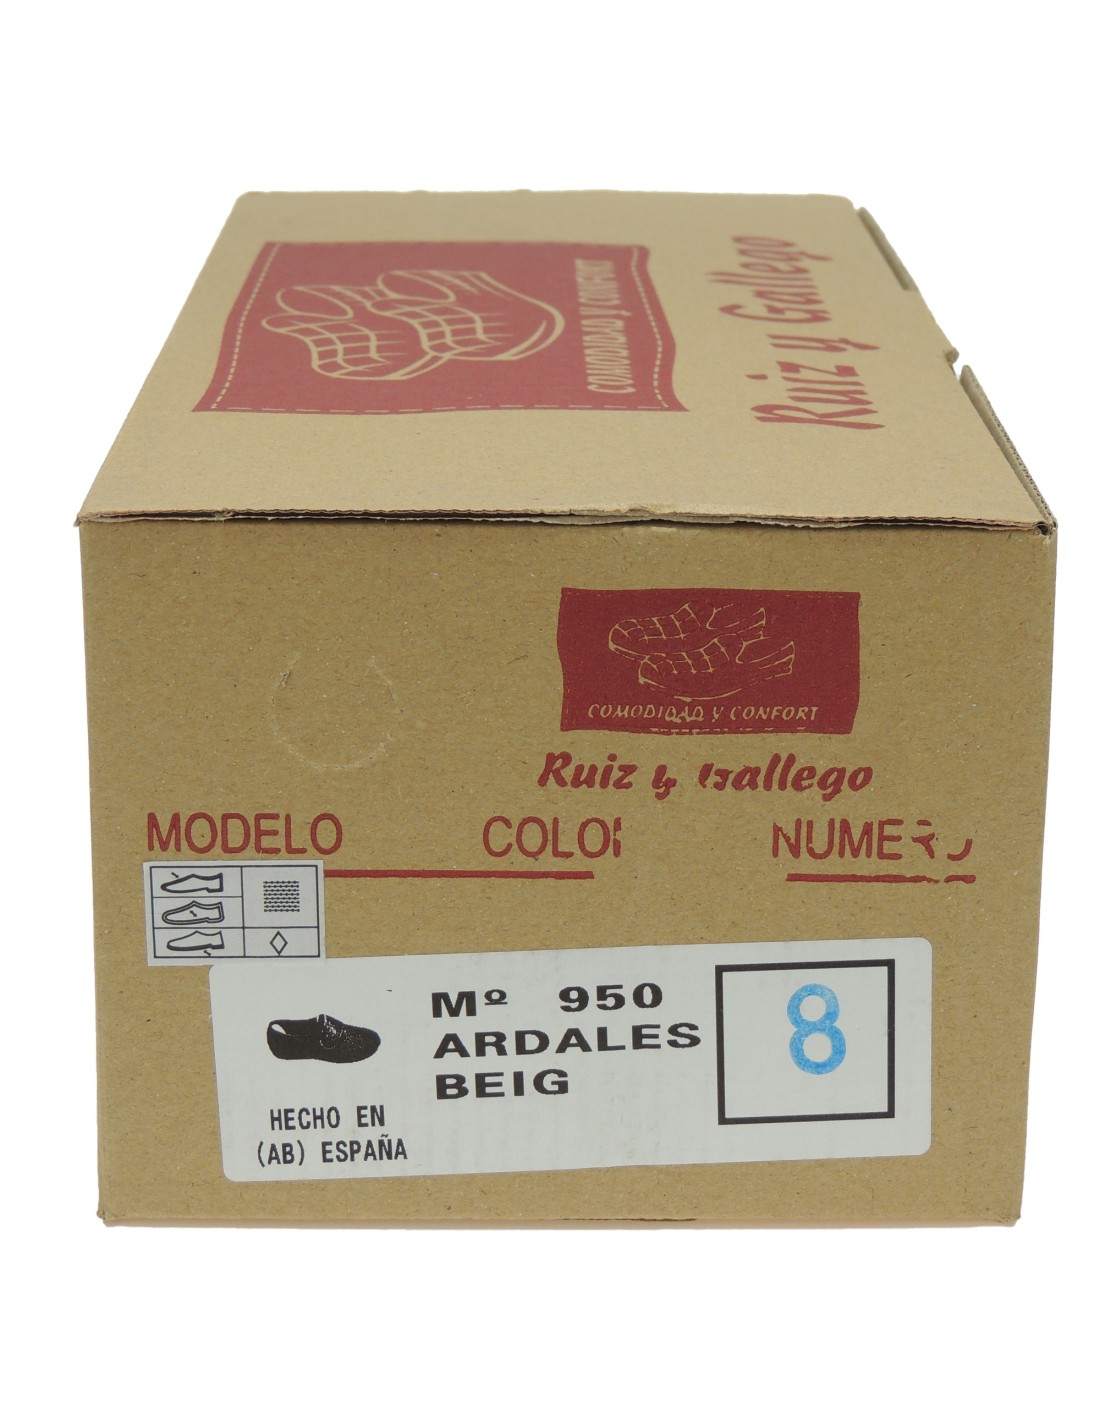 COMODIDAD Y CONFORT
Ruiz y Gallego
COMODIDAD Y CONFORT
Ruiz y Gallego
MODELO COLOR NUMERO
Mº 950
ARDALES
BEIG
8
HECHO EN
(AB) ESPAÑA